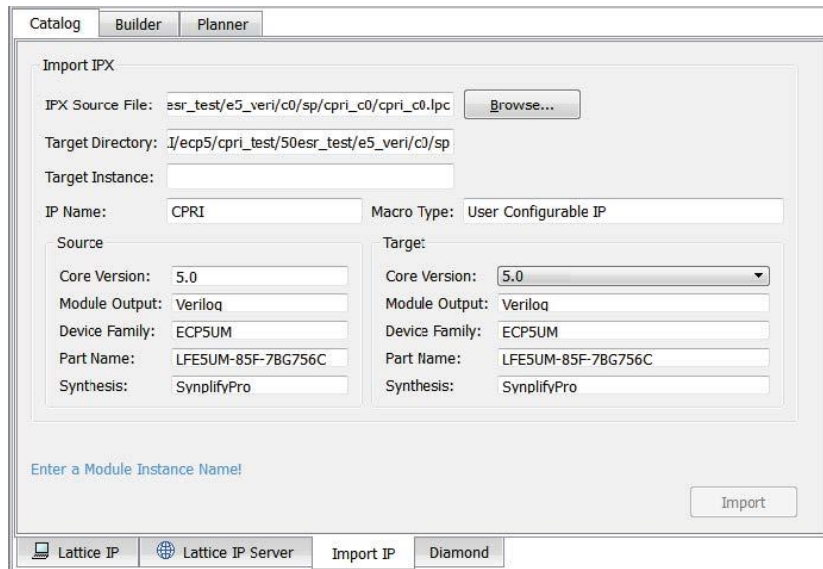 Catalog Builder Planner
Import IPX
IPX Source File: esr_test/e5_veri/c0/sp/cpri_c0/cpri_c0.lpc Browse...
Target Directory: I/ecp5/cpri_test/50esr_test/e5_veri/c0/sp
Target Instance:
IP Name: CPRI Macro Type: User Configurable IP
Source Target
Core Version: 5.0 Core Version: 5.0
Module Output: Verilog Module Output: Verilog
Device Family: ECP5UM Device Family: ECP5UM
Part Name: LFE5UM-85F-7BG756C Part Name: LFE5UM-85F-7BG756C
Synthesis: SynplifyPro Synthesis: SynplifyPro
Enter a Module Instance Name!
Import
Lattice IP Lattice IP Server Import IP Diamond